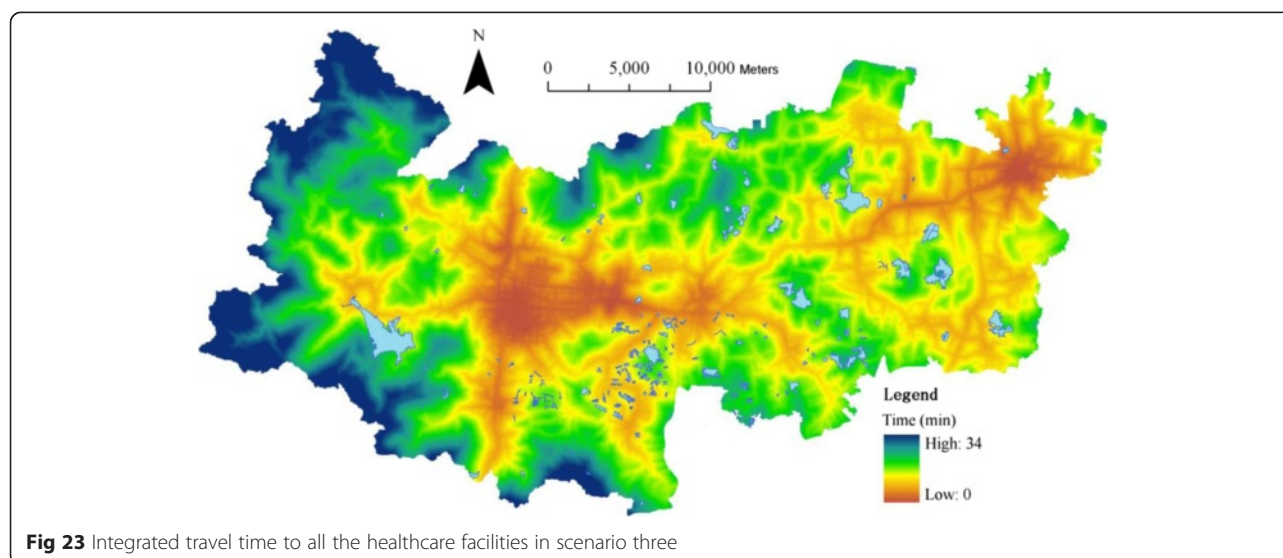 N
0 5,000 10,000 Meters
Legend
Time (min)
High: 34
Low: 0
Fig 23 Integrated travel time to all the healthcare facilities in scenario three